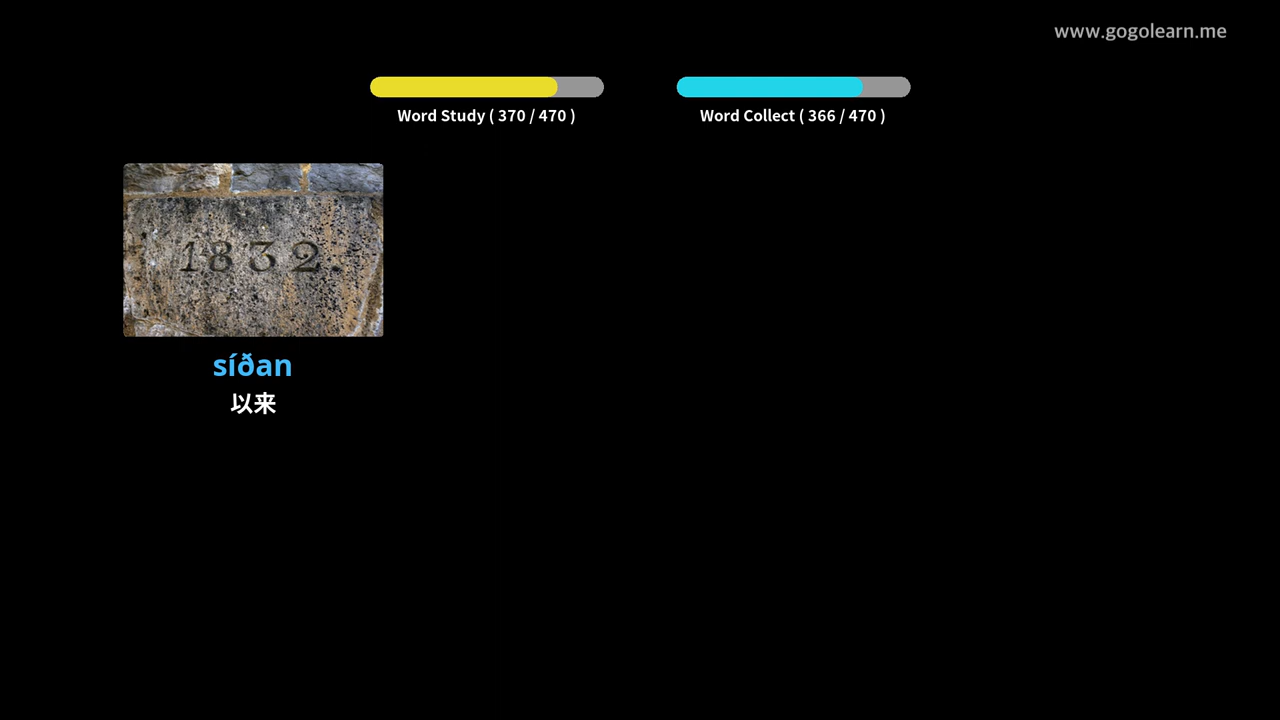 www.gogolearn.me
Word Study ( 370 / 470 )
Word Collect ( 366 / 470 )
1832.
síðan
以来